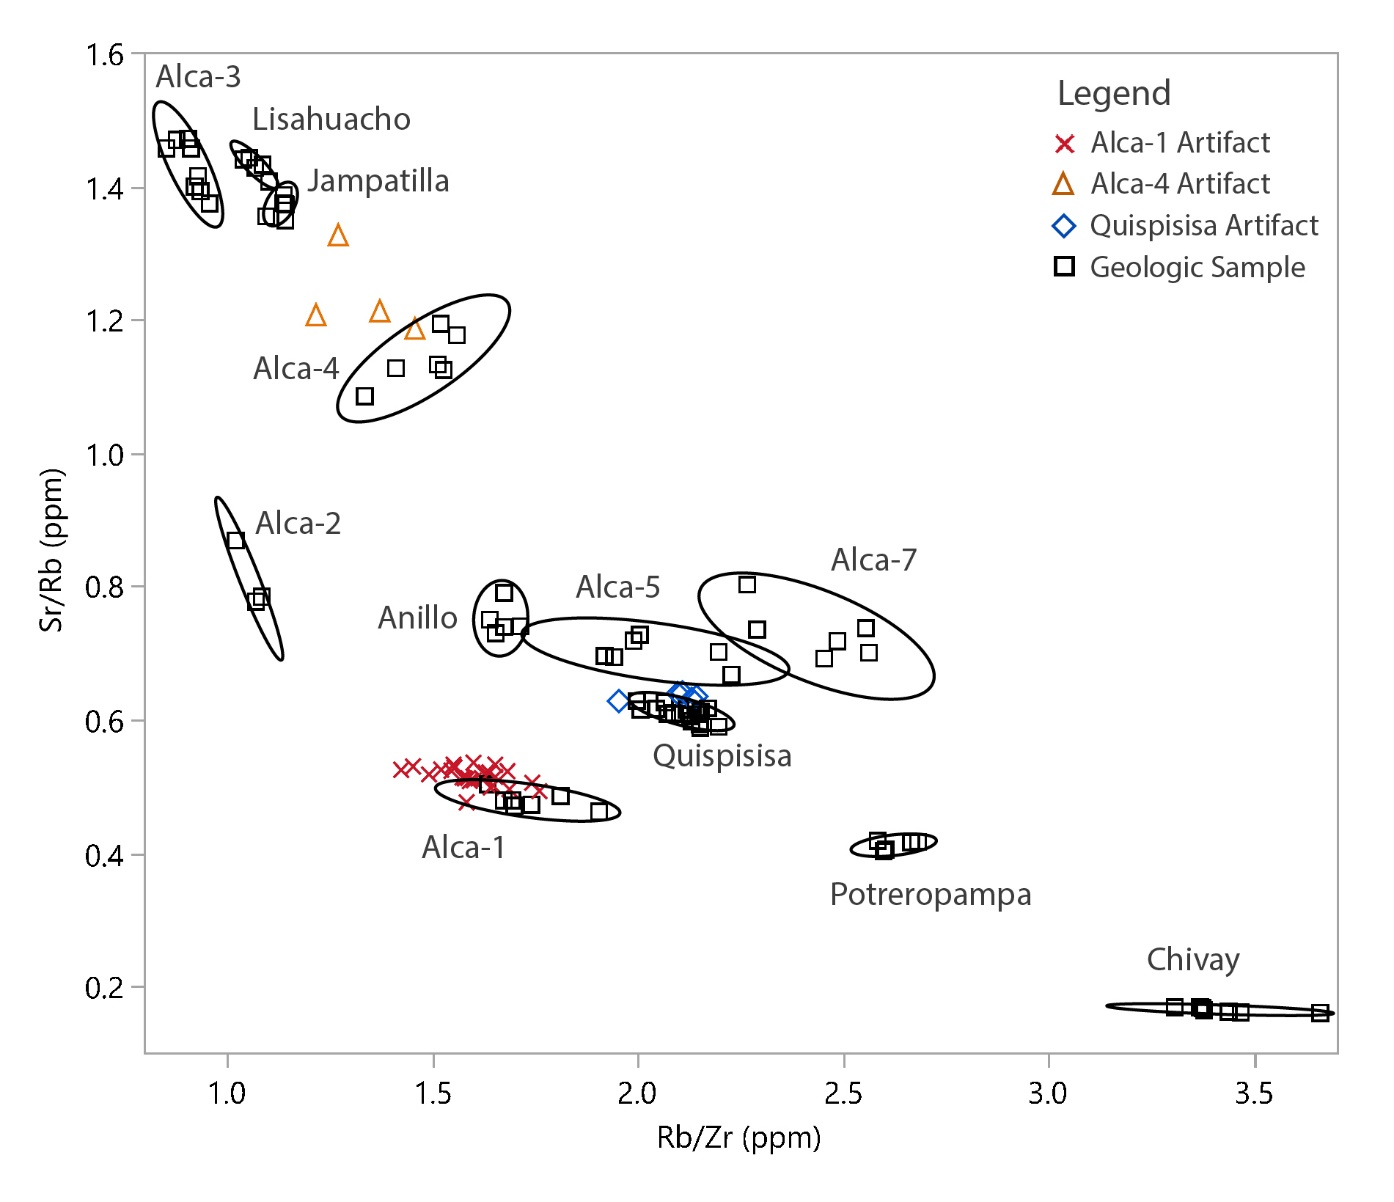 1.6
1.4
1.2
1.0
0.8
0.6
0.4
0.2
Sr/Rb (ppm)
Alca-3
Lisahuacho
Jampatilla
Alca-4
Alca-2
Anillo
Alca-5
Alca-7
Quispisisa
Alca-1
Potreropampa
Chivay
Legend
Alca-1 Artifact
Alca-4 Artifact
Quispisisa Artifact
Geologic Sample
1.0 1.5 2.0 2.5 3.0 3.5
Rb/Zr (ppm)